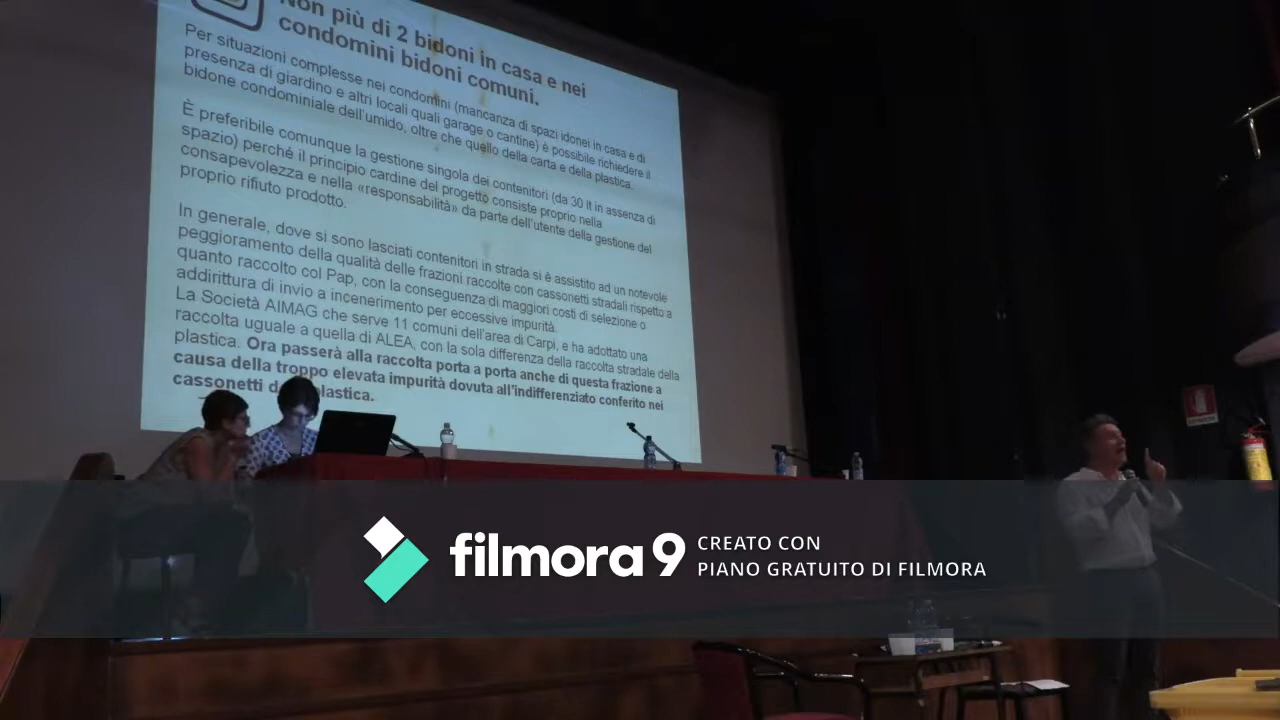 Non più di 2 bidoni in casa e nei
condomini bidoni comuni.
Per situazioni complesse nei condomini (mancanza di spazi idonei in casa e di
presenza di giardino e altri locali quali garage o cantine) è possibile richiedere il
bidone condominiale dell'umido, oltre che quello della carta e della plastica.
È preferibile comunque la gestione singola dei contenitori (da 30 lt in assenza di
spazio) perché il principio cardine del progetto consiste proprio nella
consapevolezza e nella «responsabilità» da parte dell'utente della gestione del
proprio rifiuto prodotto.
In generale, dove si sono lasciati contenitori in strada si è assistito ad un notevole
peggioramento della qualità delle frazioni raccolte con cassonetti stradali rispetto a
quanto raccolto col Pap, con la conseguenza di maggiori costi di selezione o
addirittura di invio a incenerimento per eccessive impurità.
La Società AIMAG che serve 11 comuni dell'area di Carpi, e ha adottato una
raccolta uguale a quella di ALEA, con la sola differenza della raccolta stradale della
plastica. Ora passerà alla raccolta porta a porta anche di questa frazione a
causa della troppo elevata impurità dovuta all'indifferenziato conferito nei
cassonetti plastica.
filmora 9
CREATO CON
PIANO GRATUITO DI FILMORA